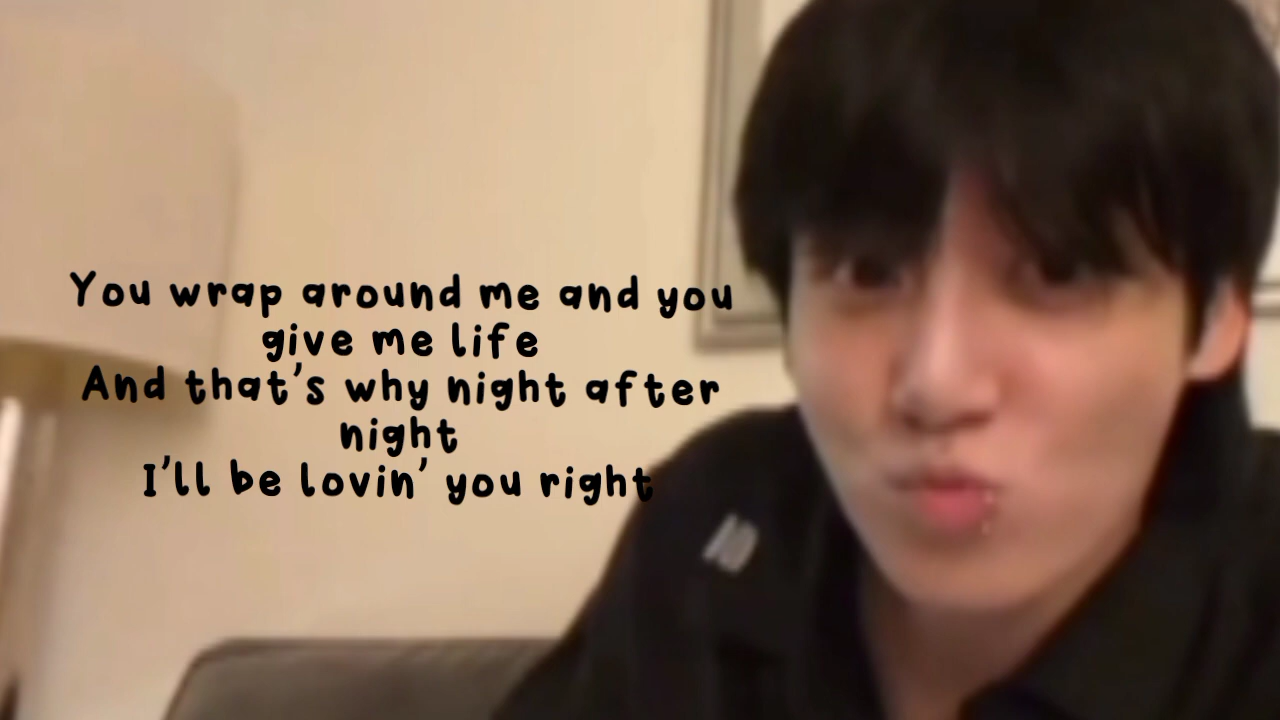 You wrap around me and you
give me life
And that's why night after
night
I'll be lovin' you right